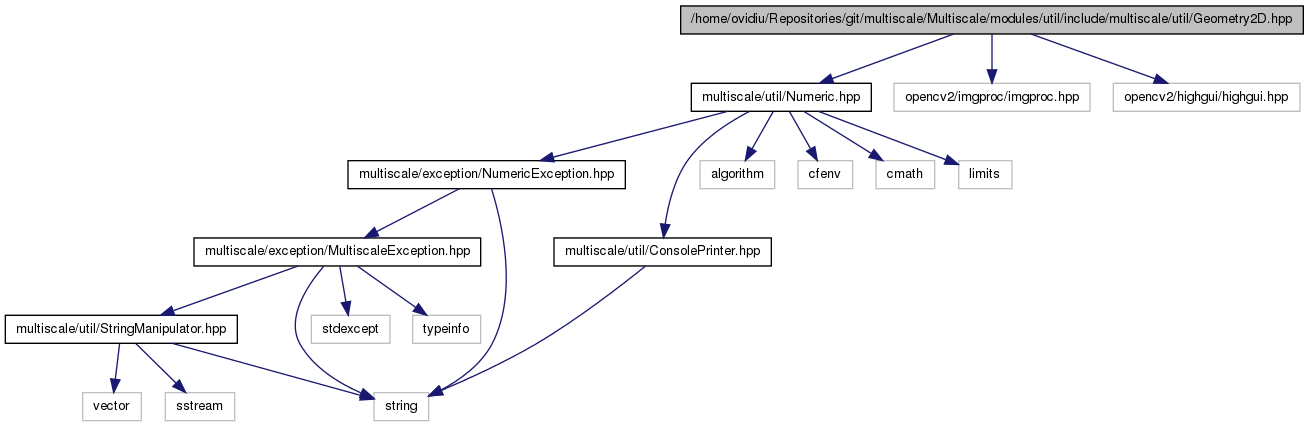 /home/ovidiu/Repositories/git/multiscale/Multiscale/modules/util/include/multiscale/util/Geometry2D.hpp
multiscale/util/Numeric.hpp
opencv2/imgproc/imgproc.hpp
opencv2/highgui/highgui.hpp
multiscale/exception/NumericException.hpp
algorithm
cfenv
cmath
limits
multiscale/exception/MultiscaleException.hpp
multiscale/util/ConsolePrinter.hpp
multiscale/util/StringManipulator.hpp
stdexcept
typeinfo
vector
sstream
string